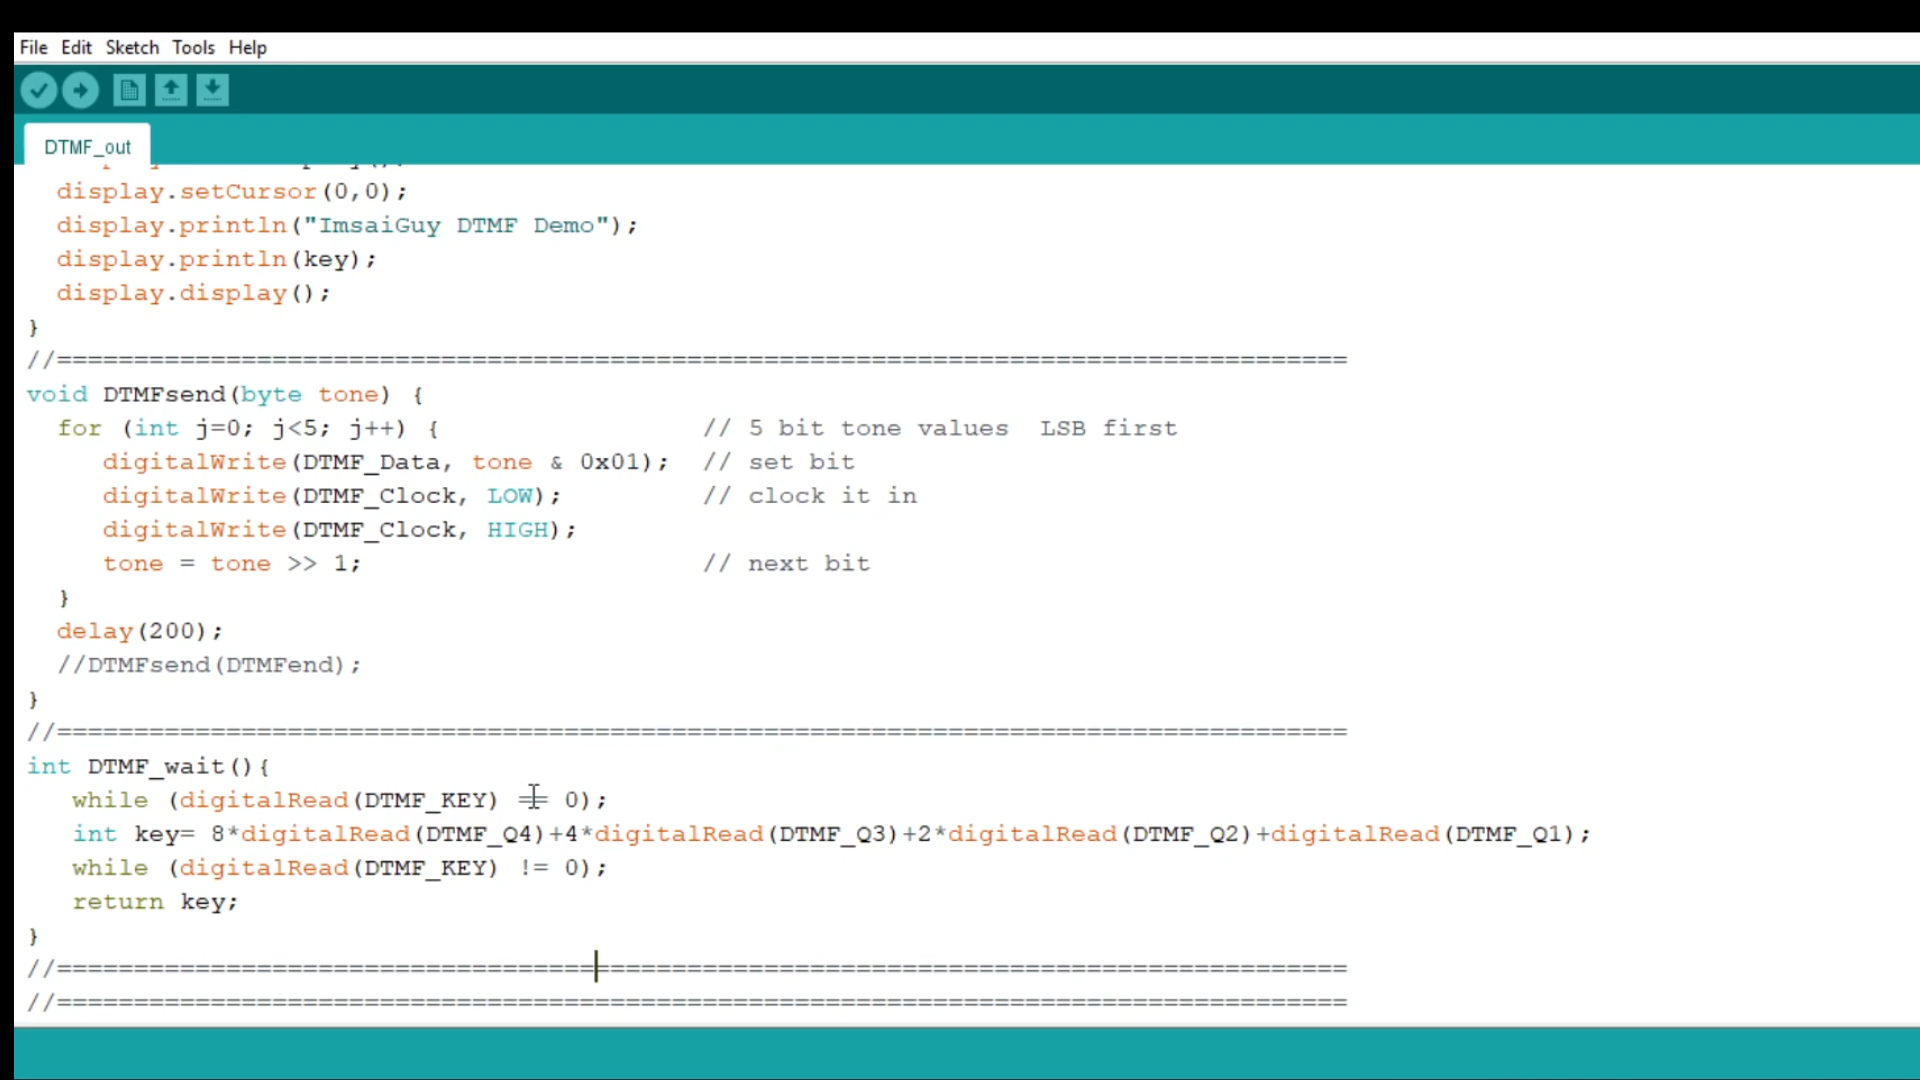 File Edit Sketch Tools Help
DTMF_out
display.setCursor(0,0);
display.println("ImsaiGuy DTMF Demo");
display.println(key);
display.display();
}
//====================================================================================
void DTMFsend(byte tone) {
for (int j=0; j<5; j++) { // 5 bit tone values  LSB first
digitalWrite(DTMF_Data, tone & 0x01); // set bit
digitalWrite(DTMF_Clock, LOW); // clock it in
digitalWrite(DTMF_Clock, HIGH);
tone = tone >> 1; // next bit
}
delay(200);
//DTMFsend(DTMFend);
}
//====================================================================================
int DTMF_wait(){
while (digitalRead(DTMF_KEY) == 0);
int key= 8*digitalRead(DTMF_Q4)+4*digitalRead(DTMF_Q3)+2*digitalRead(DTMF_Q2)+digitalRead(DTMF_Q1);
while (digitalRead(DTMF_KEY) != 0);
return key;
}
//====================================================================================
//====================================================================================